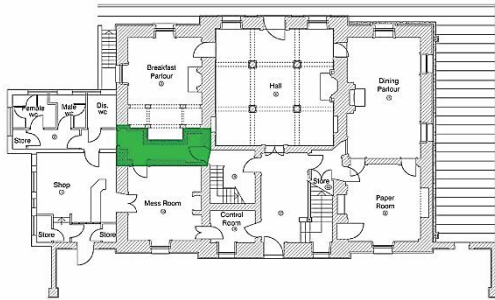 Breakfast
Parlour
Hall
Dining
Parlour
Female
wc
Male
wc
Dis.
wc
Store
Shop
Mess Room
Control
Room
Store
Paper
Room
Store
Store